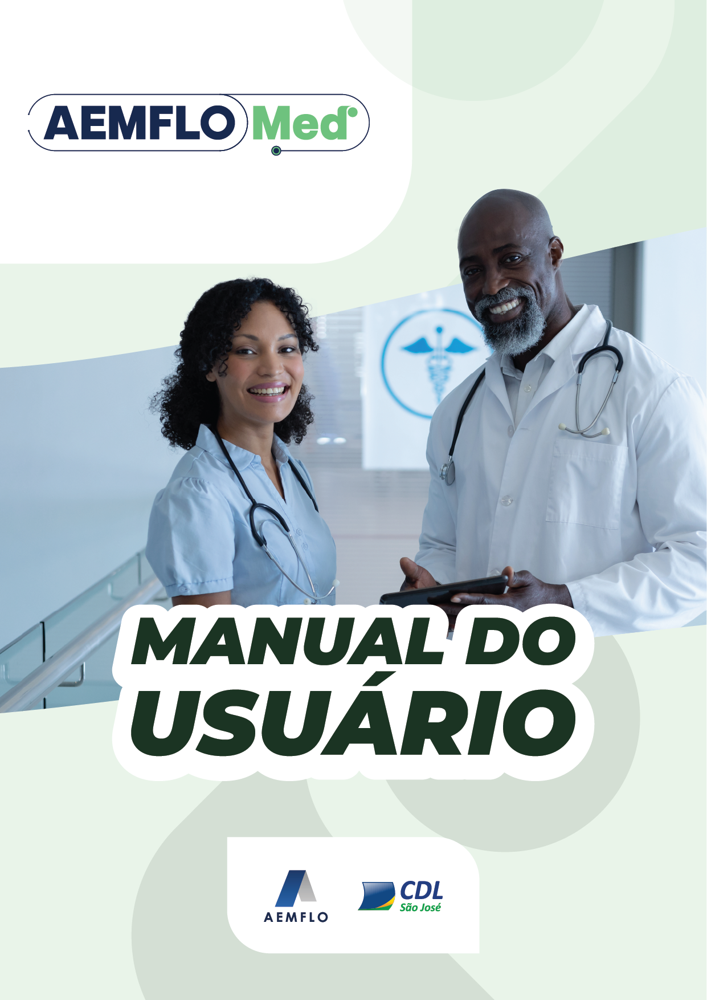 AEMFLO Med
MANUAL DO
USUÁRIO
AEMFLO
CDL
São José